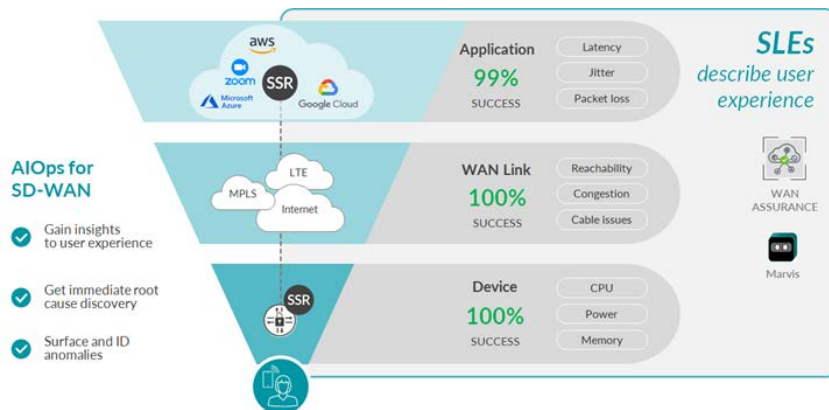 AIOps for
SD-WAN
Gain insights
to user experience
Get immediate root
cause discovery
Surface and ID
anomalies
aws
zoom
SSR
Microsoft
Azure
Google Cloud
LTE
MPLS
Internet
SSR
Application
99%
SUCCESS
Latency
Jitter
Packet loss
WAN Link
100%
SUCCESS
Reachability
Congestion
Cable issues
Device
100%
SUCCESS
CPU
Power
Memory
SLEs
describe user
experience
WAN
ASSURANCE
Marvis